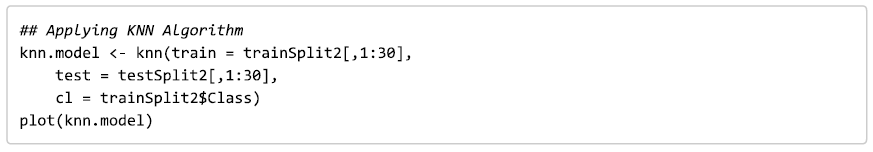 ## Applying KNN Algorithm
knn.model <- knn(train = trainSplit2[,1:30],
    test = testSplit2[,1:30],
    cl = trainSplit2$Class)
plot(knn.model)